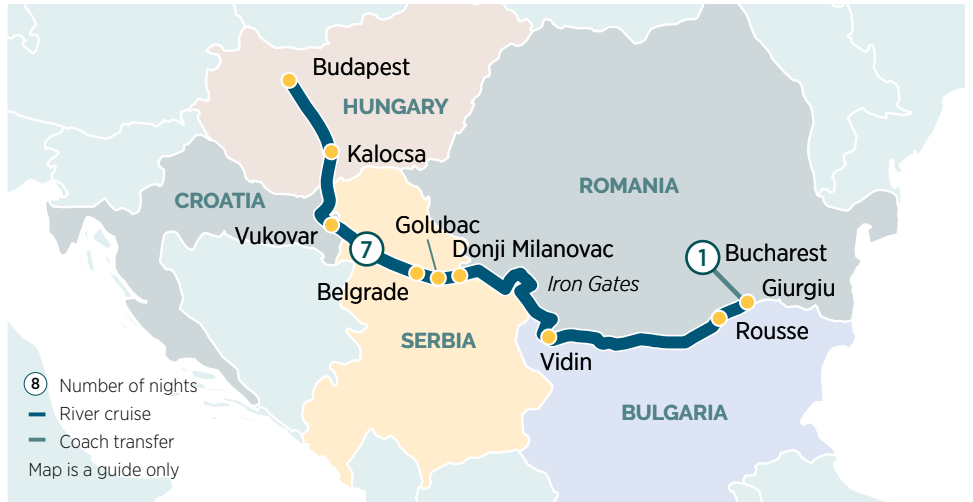 Budapest
HUNGARY
Kalocsa
CROATIA
ROMANIA
Vukovar
Golubac
7
Donji Milanovac
1
Bucharest
Belgrade
Iron Gates
Giurgiu
SERBIA
Rousse
Vidin
BULGARIA
8 Number of nights
River cruise
Coach transfer
Map is a guide only